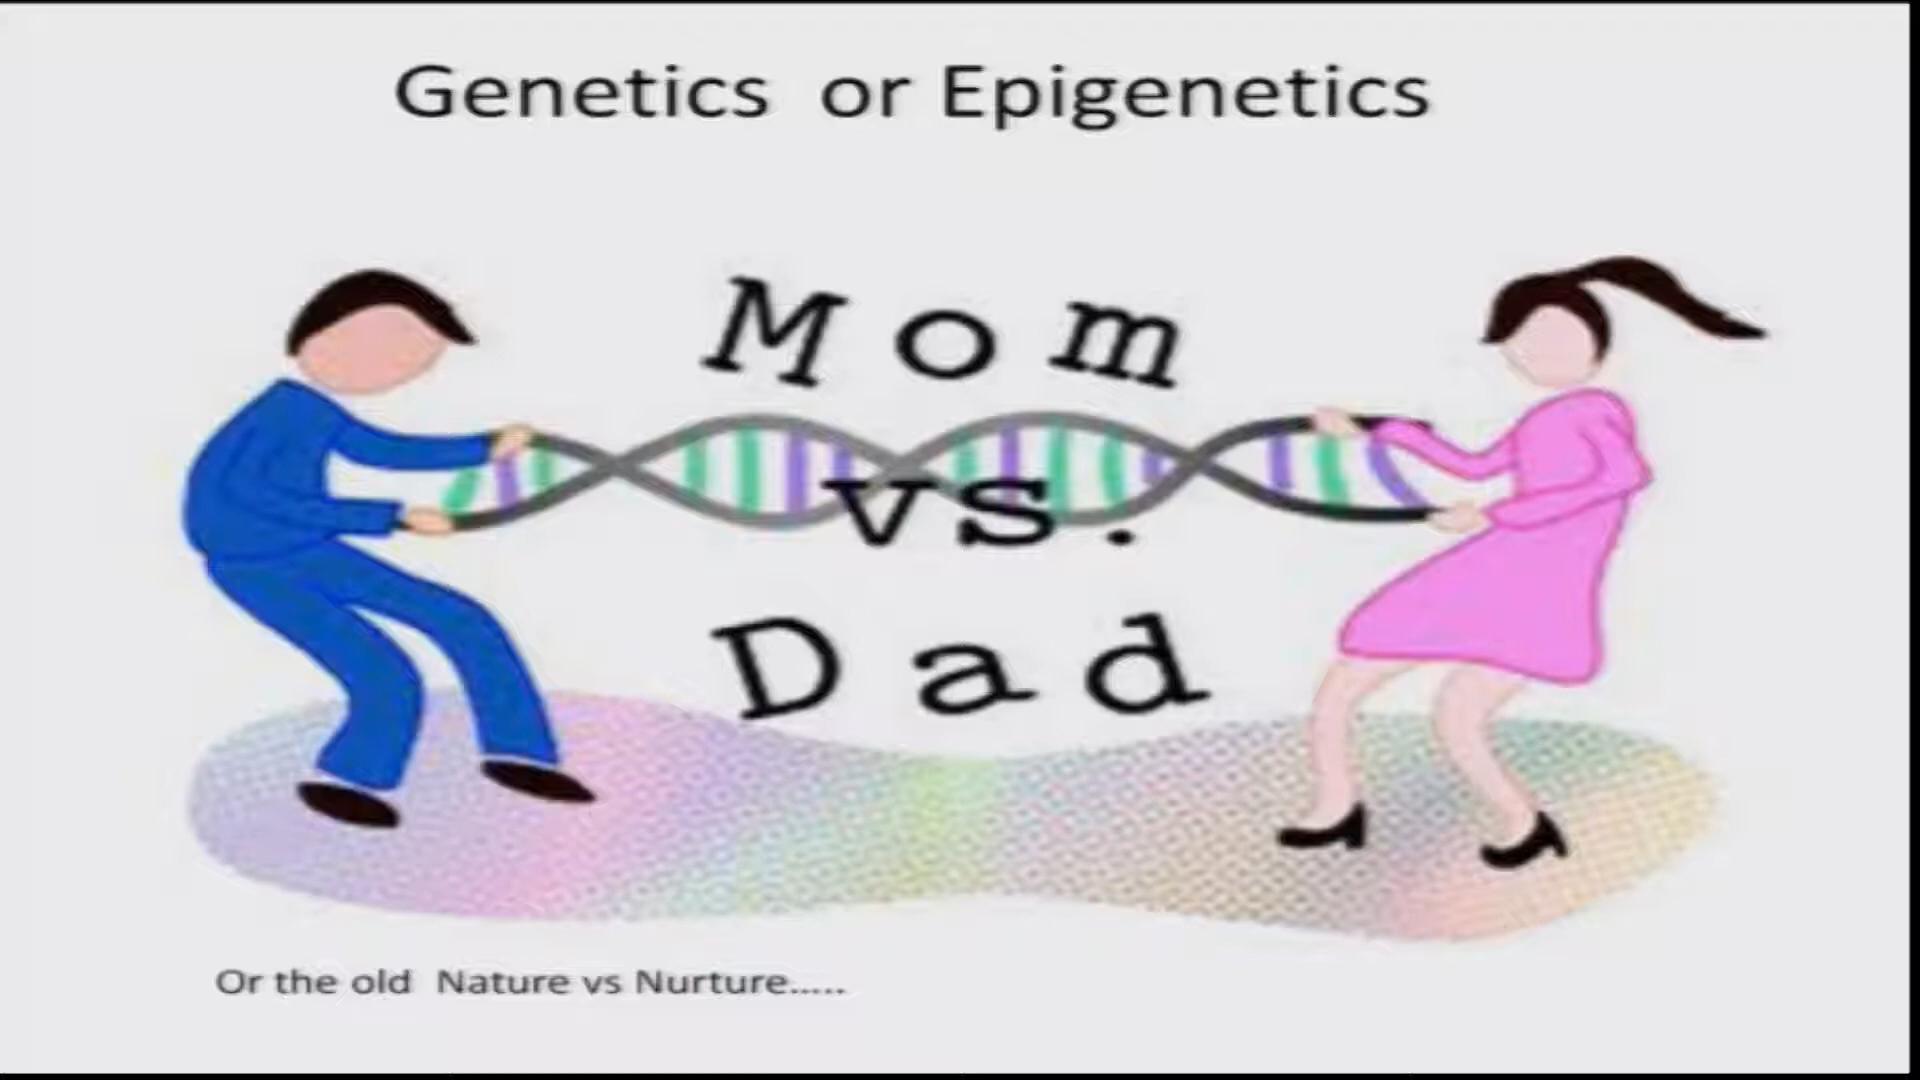 Genetics or Epigenetics
Mom
vs.
Dad
Or the old Nature vs Nurture.....